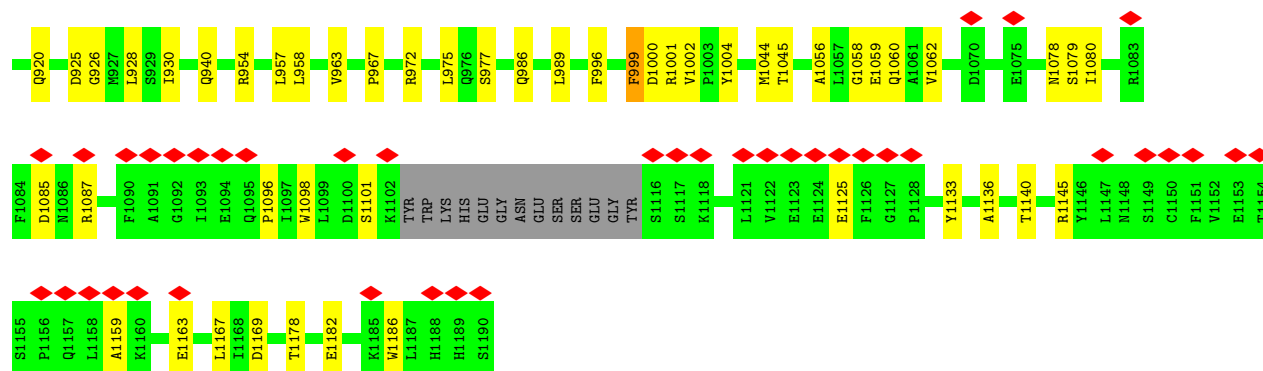 Q920 D925 G926 M927 L928 S929 I930 Q940 R954 L957 L958 V963 P967 R972 L975 Q976 S977 Q986 L989 F996 F999 D1000 R1001 V1002 P1003 Y1004 M1044 T1045 A1056 L1057 G1058 E1059 Q1060 A1061 V1062 D1070 E1075 N1078 S1079 I1080 R1083
F1084 D1085 N1086 R1087 F1090 A1091 G1092 I1093 E1094 Q1095 P1096 I1097 W1098 L1099 D1100 S1101 K1102 TYR TRP LYS HIS GLU GLY ASN GLU SER SER GLU GLY TYR S1116 S1117 K1118 L1121 V1122 E1123 E1124 E1125 F1126 G1127 P1128 Y1133 A1136 T1140 R1145 Y1146 L1147 N1148 S1149 C1150 F1151 V1152 E1153 T1154
S1155 P1156 Q1157 L1158 A1159 K1160 E1163 L1167 I1168 D1169 T1178 E1182 K1185 W1186 L1187 H1188 H1189 S1190